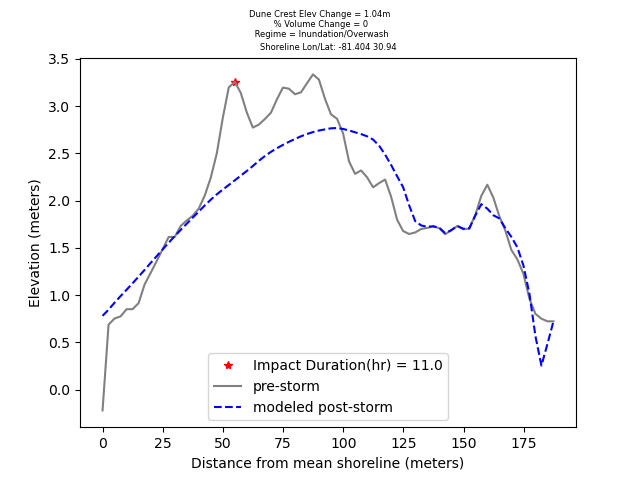 Dune Crest Elev Change = 1.04m
% Volume Change = 0
Regime = Inundation/Overwash
Shoreline Lon/Lat: -81.404 30.94
3.5
3.0
2.5
2.0
1.5
1.0
0.5
0.0
Elevation (meters)
Impact Duration(hr) = 11.0
pre-storm
modeled post-storm
0 25 50 75 100 125 150 175
Distance from mean shoreline (meters)